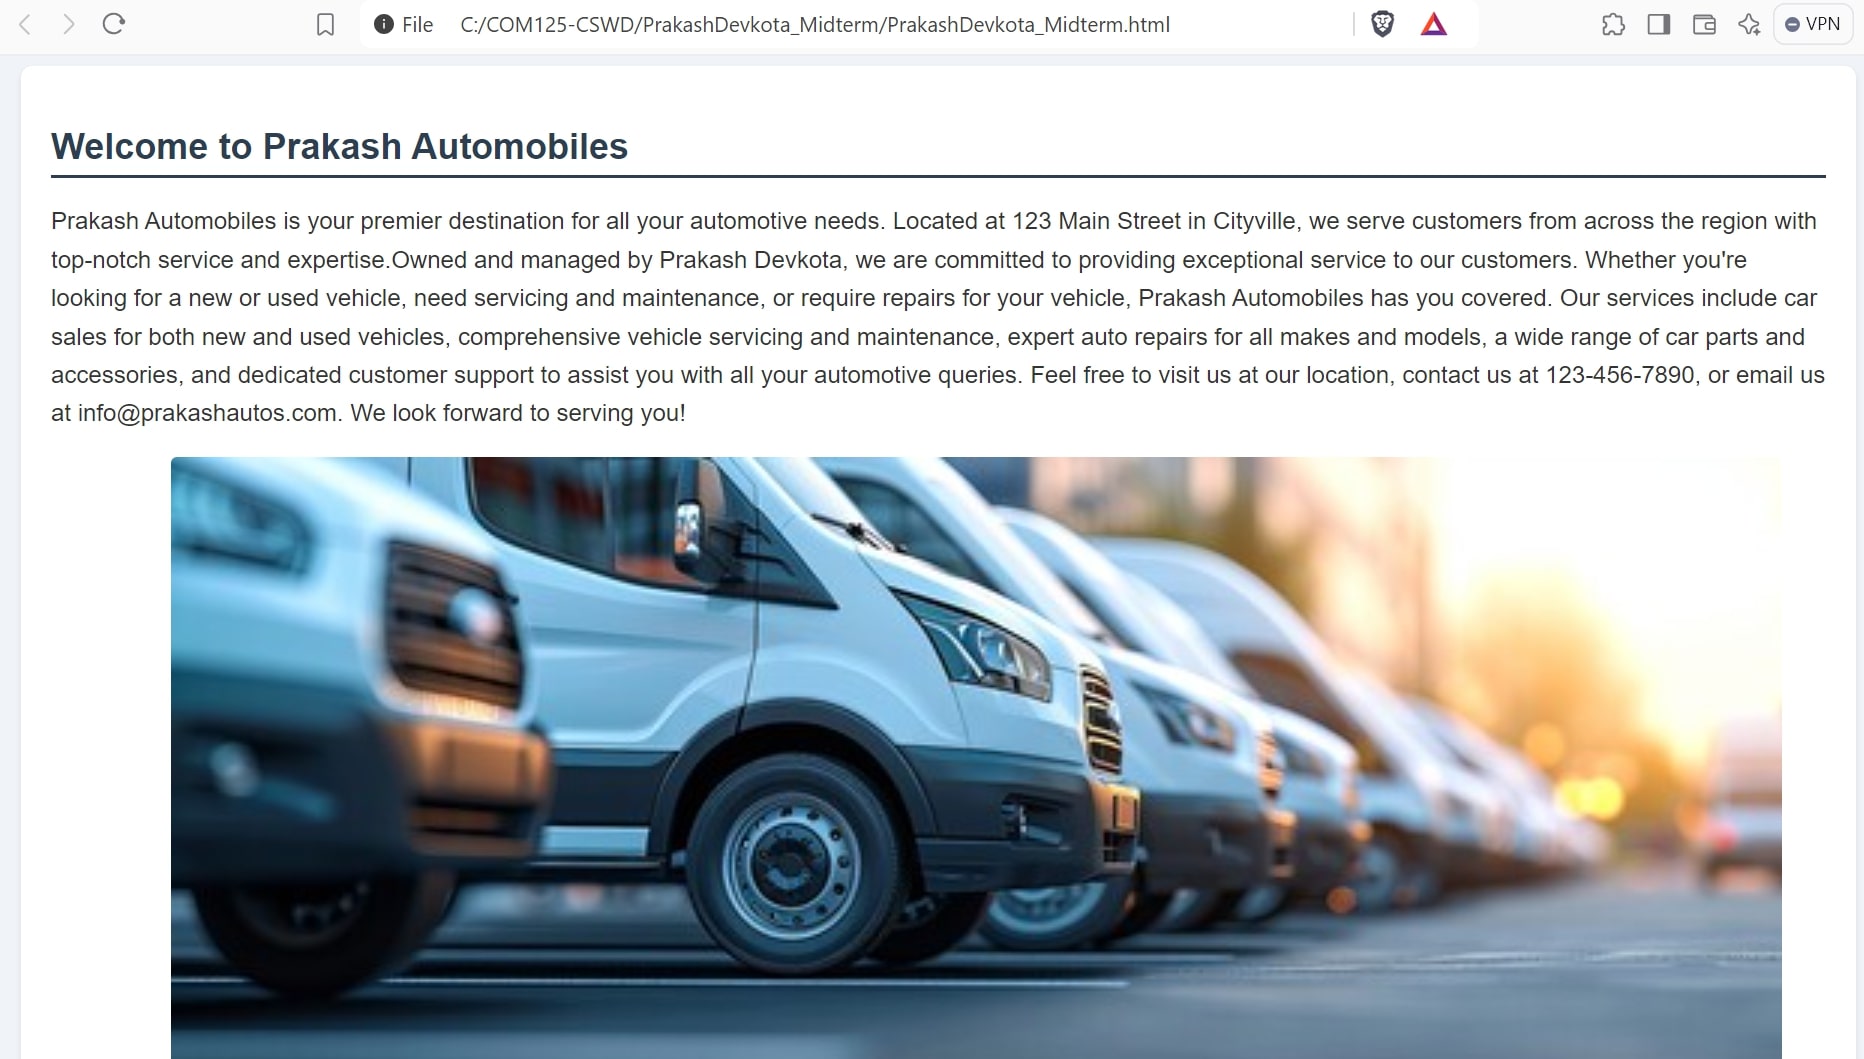 File C:/COM125-CSWD/PrakashDevkota_Midterm/PrakashDevkota_Midterm.html
VPN
Welcome to Prakash Automobiles
Prakash Automobiles is your premier destination for all your automotive needs. Located at 123 Main Street in Cityville, we serve customers from across the region with
top-notch service and expertise.Owned and managed by Prakash Devkota, we are committed to providing exceptional service to our customers. Whether you're
looking for a new or used vehicle, need servicing and maintenance, or require repairs for your vehicle, Prakash Automobiles has you covered. Our services include car
sales for both new and used vehicles, comprehensive vehicle servicing and maintenance, expert auto repairs for all makes and models, a wide range of car parts and
accessories, and dedicated customer support to assist you with all your automotive queries. Feel free to visit us at our location, contact us at 123-456-7890, or email us
at info@prakashautos.com. We look forward to serving you!